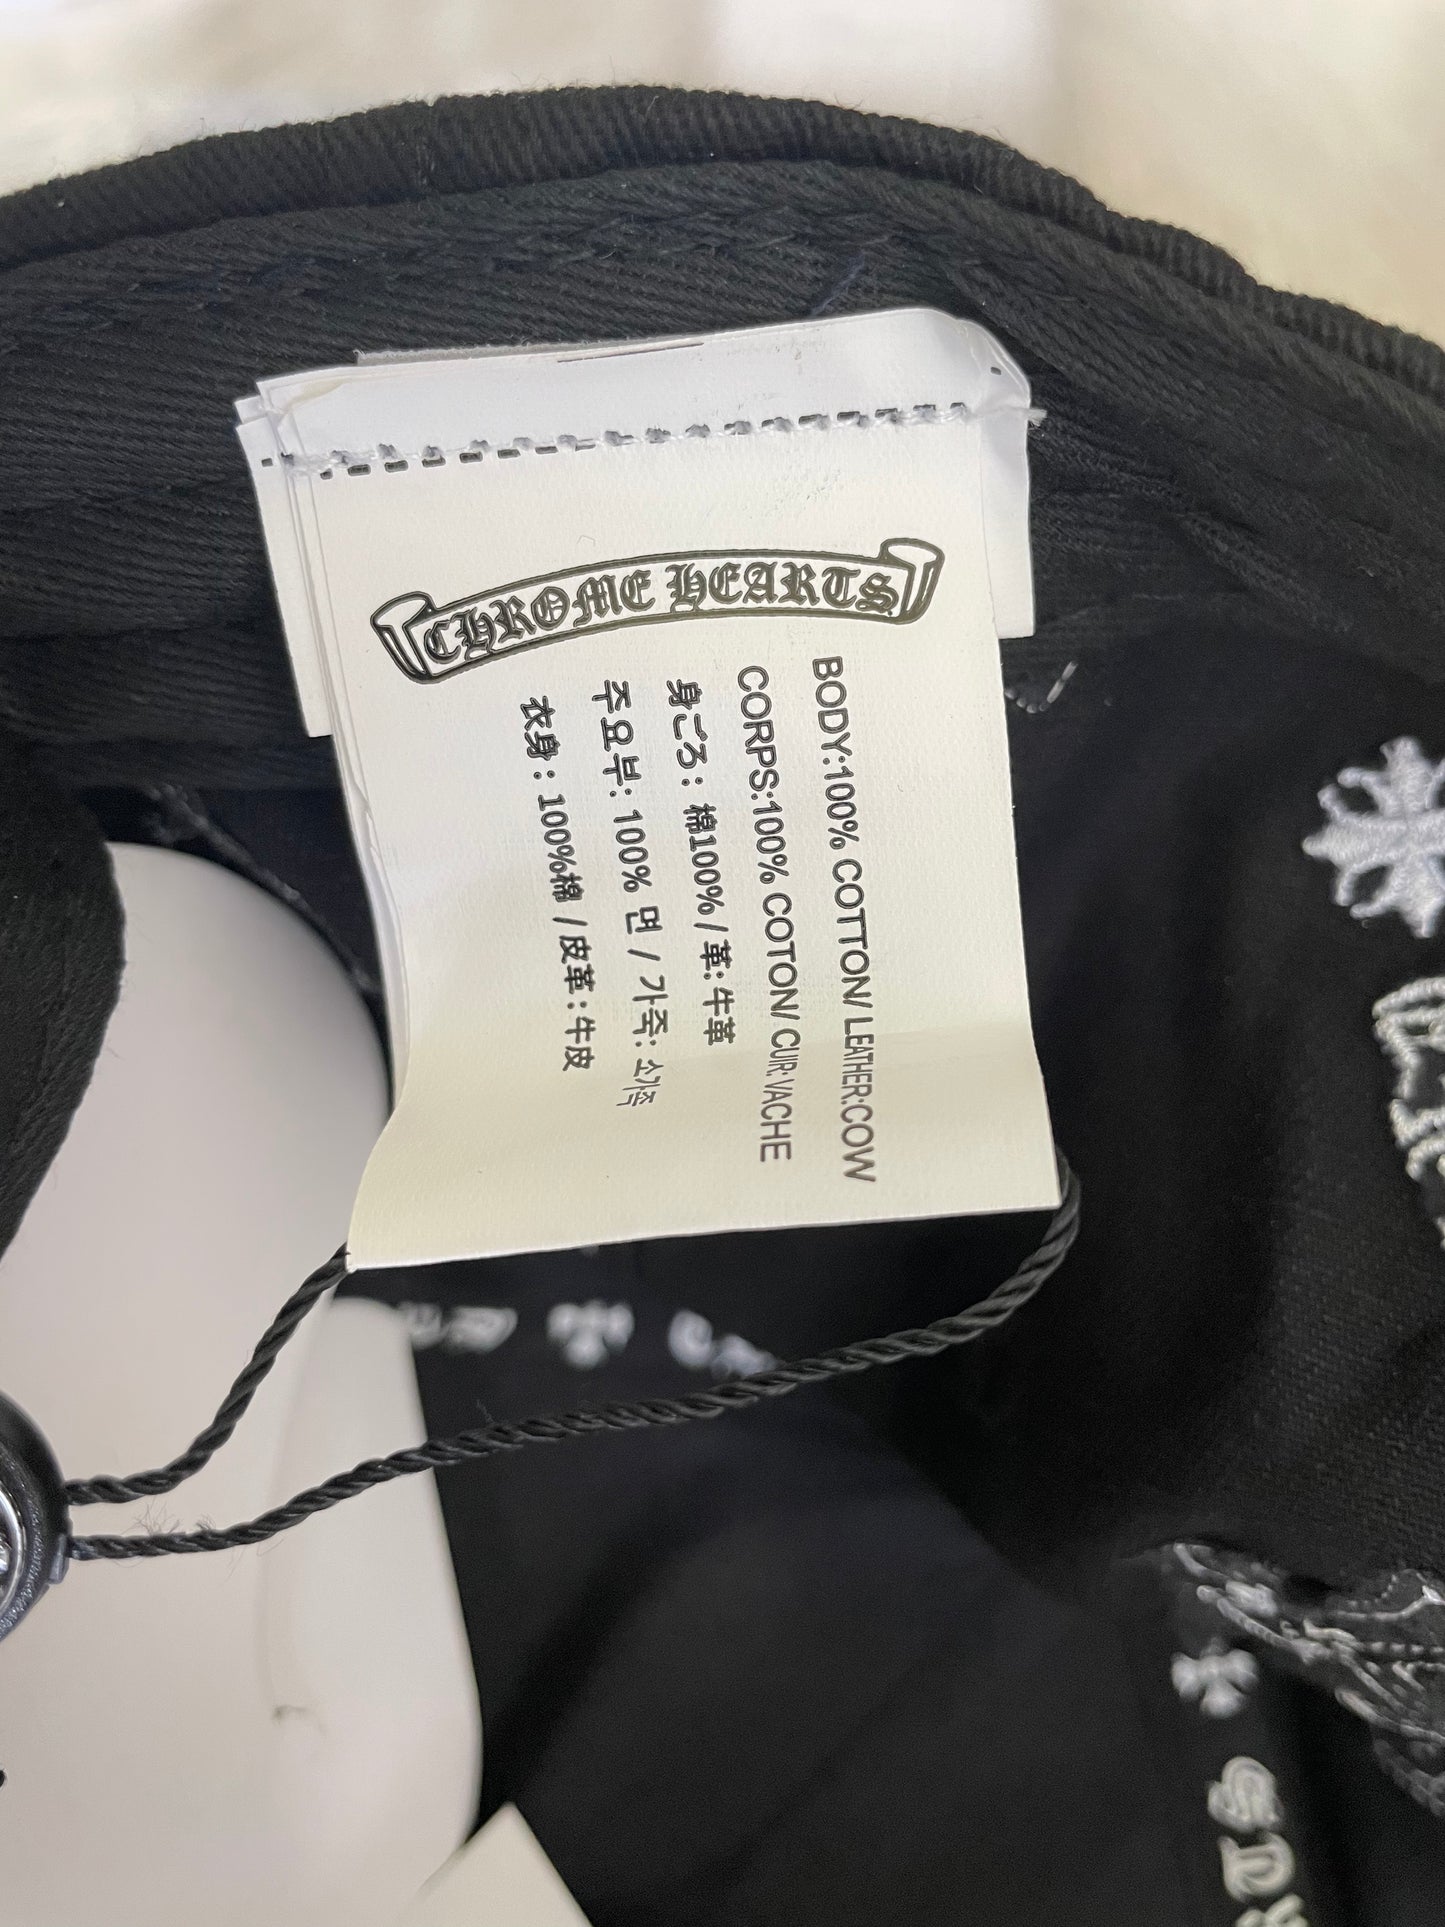 CHROME HEARTS
BODY:100% COTTON/ LEATHER:COW
CORPS:100% COTON/ CUIR: VACHE
身ごろ: 棉100% / 革: 牛革
주요부: 100% 면 / 가죽: 소가죽
衣身: 100%棉 / 皮革: 牛皮